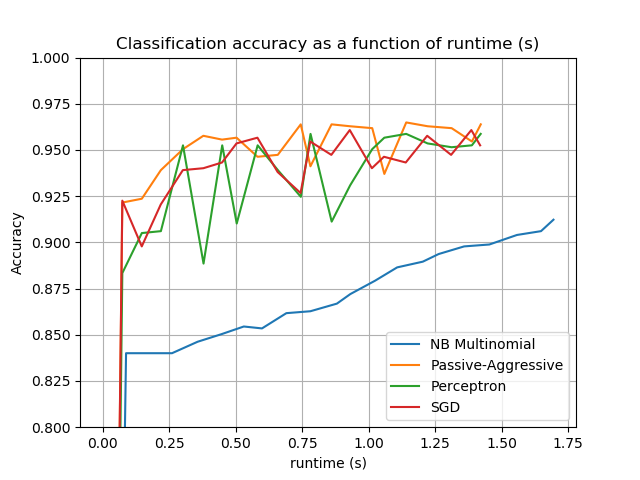 Classification accuracy as a function of runtime (s)
1.000
0.975
0.950
0.925
0.900
0.875
0.850
0.825
0.800
Accuracy
0.00 0.25 0.50 0.75 1.00 1.25 1.50 1.75
runtime (s)
NB Multinomial
Passive-Aggressive
Perceptron
SGD